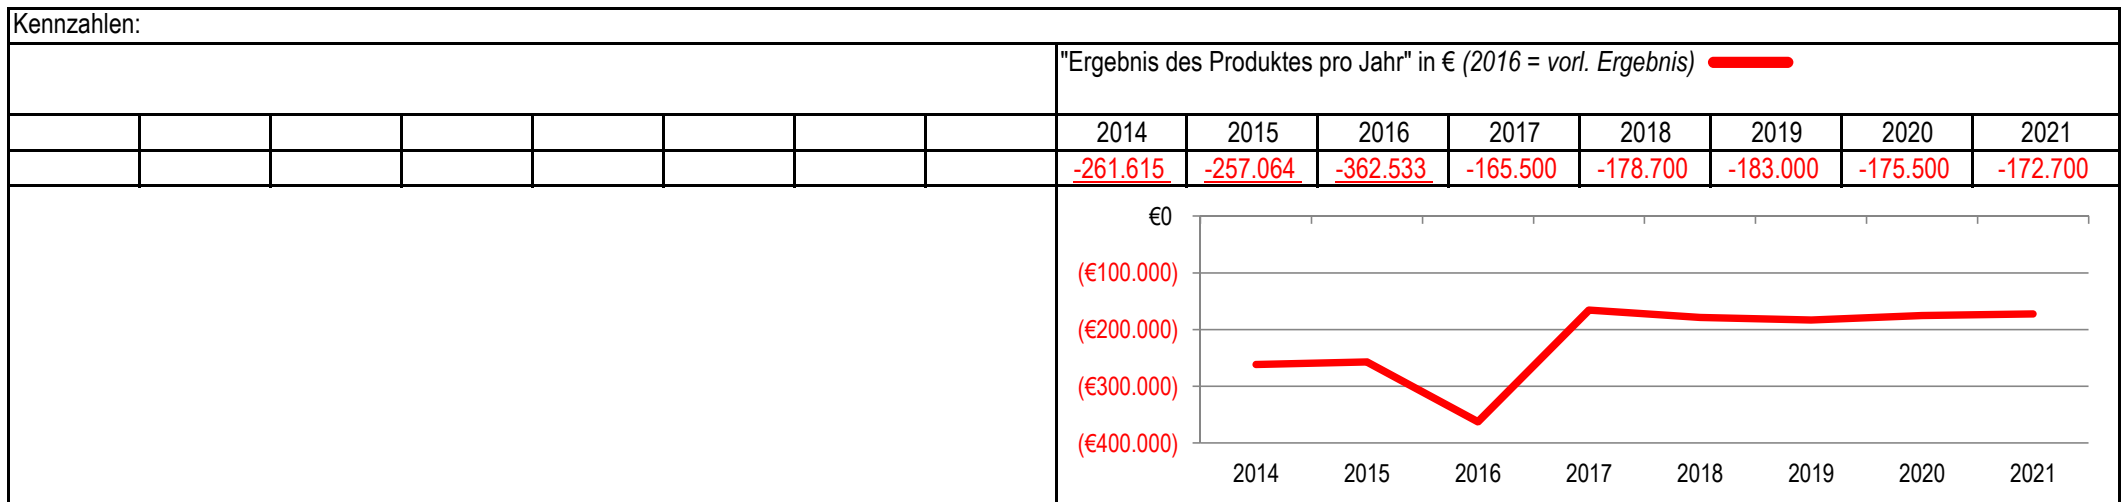 Kennzahlen:
"Ergebnis des Produktes pro Jahr" in € (2016 = vorl. Ergebnis)
2014 2015 2016 2017 2018 2019 2020 2021
-261.615 -257.064 -362.533 -165.500 -178.700 -183.000 -175.500 -172.700
€0
(€100.000)
(€200.000)
(€300.000)
(€400.000)
2014 2015 2016 2017 2018 2019 2020 2021